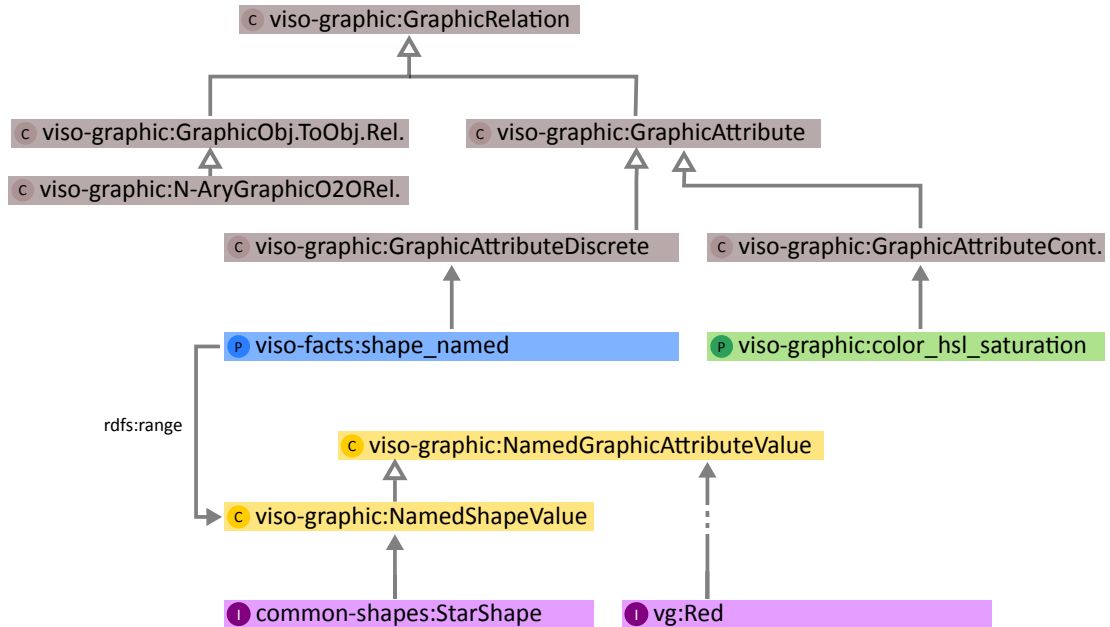 C viso-graphic:GraphicRelation
C viso-graphic:GraphicObj.ToObj.Rel.
C viso-graphic:GraphicAttribute
C viso-graphic:N-AryGraphicO2ORel.
C viso-graphic:GraphicAttributeDiscrete
C viso-graphic:GraphicAttributeCont.
P viso-facts:shape_named
P viso-graphic:color_hsl_saturation
rdfs:range
C viso-graphic:NamedGraphicAttributeValue
C viso-graphic:NamedShapeValue
I common-shapes:StarShape
I vg:Red